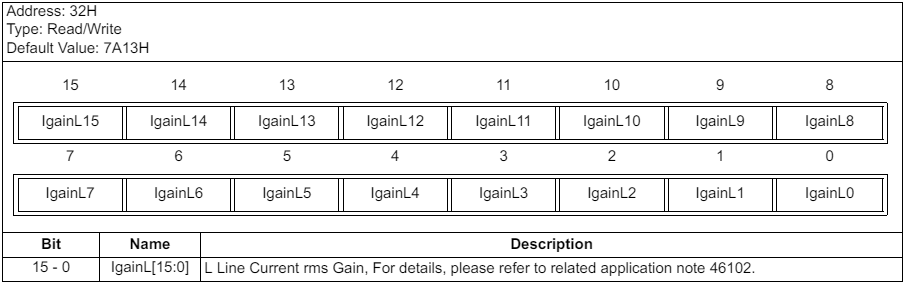 Address: 32H
Type: Read/Write
Default Value: 7A13H
15 14 13 12 11 10 9 8
IgainL15 IgainL14 IgainL13 IgainL12 IgainL11 IgainL10 IgainL9 IgainL8
7 6 5 4 3 2 1 0
IgainL7 IgainL6 IgainL5 IgainL4 IgainL3 IgainL2 IgainL1 IgainL0
Bit Name Description
15 - 0 IgainL[15:0] L Line Current rms Gain, For details, please refer to related application note 46102.